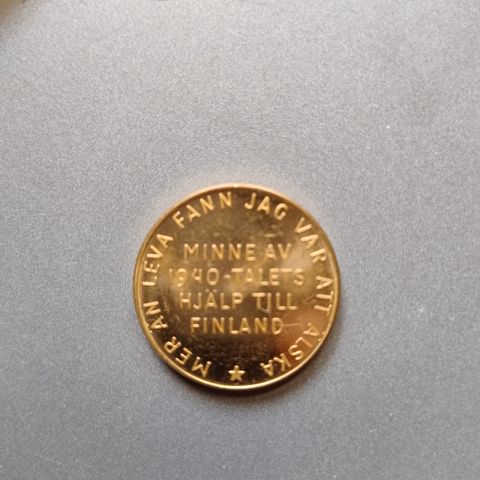 MER ÄN LEVA FANN JAG VAR ATT ÄLSKA
MINNE AV
1940-TALETS
HJÄLP TILL
FINLAND